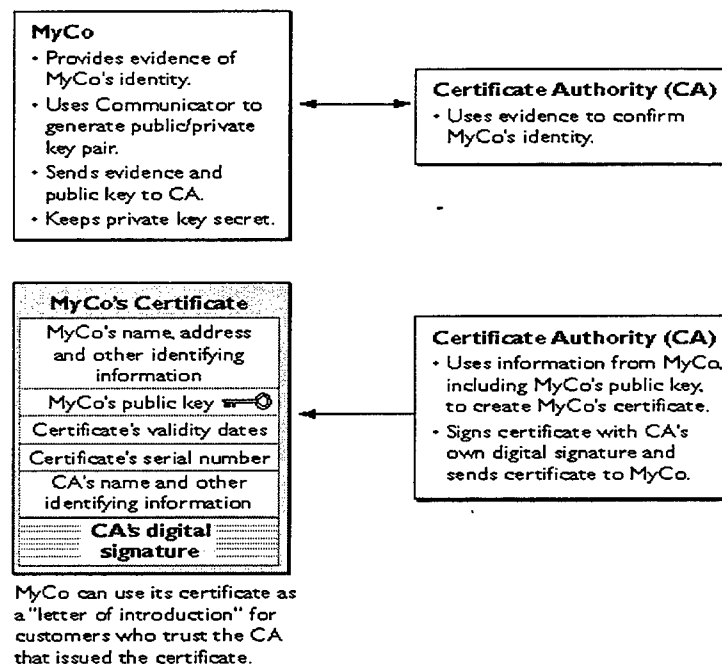 MyCo
• Provides evidence of
MyCo's identity.
• Uses Communicator to
generate public/private
key pair.
• Sends evidence and
public key to CA.
• Keeps private key secret.
Certificate Authority (CA)
• Uses evidence to confirm
MyCo's identity.
MyCo's Certificate
MyCo's name, address
and other identifying
information
MyCo's public key
Certificate's validity dates
Certificate's serial number
CA's name and other
identifying information
CA's digital
signature
Certificate Authority (CA)
• Uses information from MyCo,
including MyCo's public key,
to create MyCo's certificate.
• Signs certificate with CA's
own digital signature and
sends certificate to MyCo.
MyCo can use its certificate as
a "letter of introduction" for
customers who trust the CA
that issued the certificate.